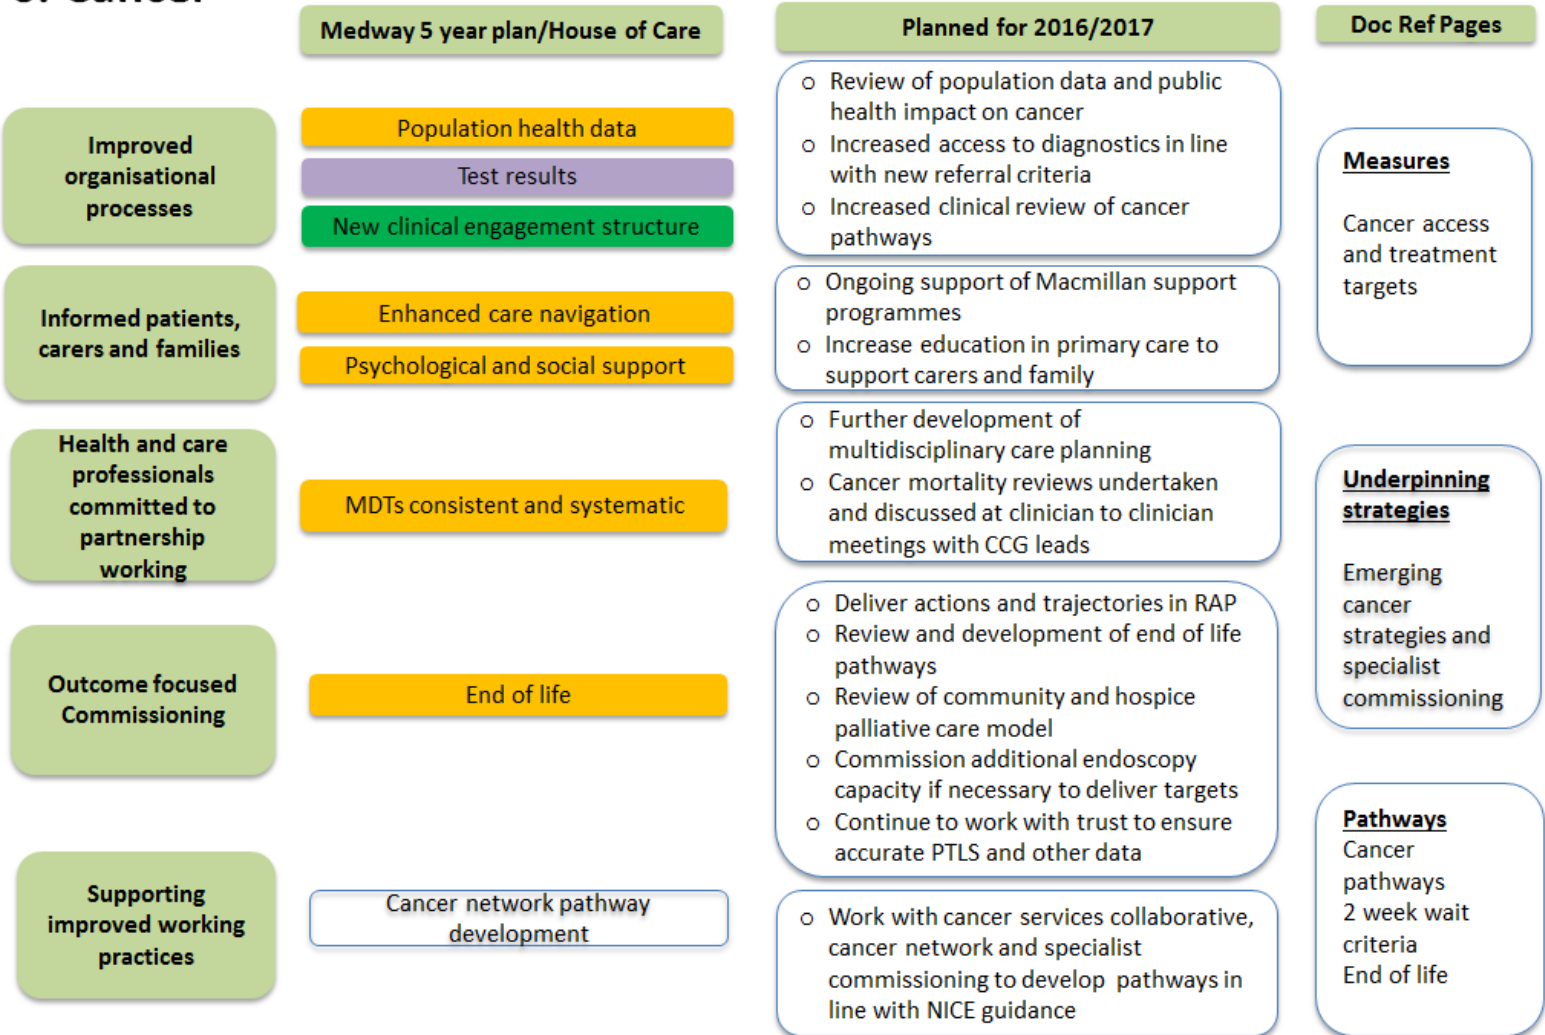 of Cancer
Medway 5 year plan/House of Care
Planned for 2016/2017
Doc Ref Pages
Improved
organisational
processes
Population health data
Test results
New clinical engagement structure
o Review of population data and public
health impact on cancer
o Increased access to diagnostics in line
with new referral criteria
o Increased clinical review of cancer
pathways
Measures
Cancer access
and treatment
targets
Informed patients,
carers and families
Enhanced care navigation
Psychological and social support
o Ongoing support of Macmillan support
programmes
o Increase education in primary care to
support carers and family
Health and care
professionals
committed to
partnership
working
MDTs consistent and systematic
o Further development of
multidisciplinary care planning
o Cancer mortality reviews undertaken
and discussed at clinician to clinician
meetings with CCG leads
Underpinning
strategies
Emerging
cancer
strategies and
specialist
commissioning
Outcome focused
Commissioning
End of life
o Deliver actions and trajectories in RAP
o Review and development of end of life
pathways
o Review of community and hospice
palliative care model
o Commission additional endoscopy
capacity if necessary to deliver targets
o Continue to work with trust to ensure
accurate PTLS and other data
Supporting
improved working
practices
Cancer network pathway
development
o Work with cancer services collaborative,
cancer network and specialist
commissioning to develop pathways in
line with NICE guidance
Pathways
Cancer
pathways
2 week wait
criteria
End of life